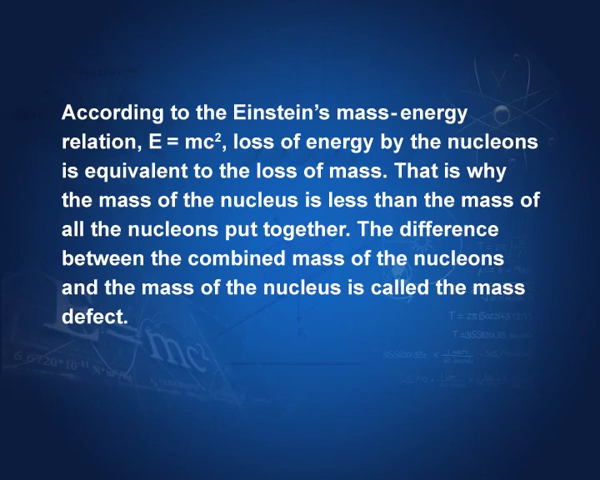 According to the Einstein's mass-energy
relation, E = mc², loss of energy by the nucleons
is equivalent to the loss of mass. That is why
the mass of the nucleus is less than the mass of
all the nucleons put together. The difference
between the combined mass of the nucleons
and the mass of the nucleus is called the mass
defect.
E=mc²